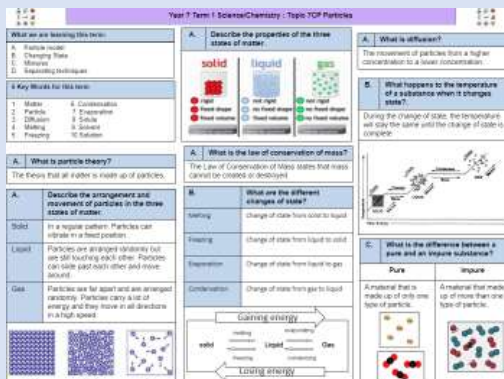 Year 7 Term 1 Science/Chemistry : Topic 7CP Particles
What we are learning this term:
A. Particle model
B. Changing State
C. Mixtures
D. Separating techniques
6 Key Words for this term
1 Matter 6 Condensation
2 Particle 7 Evaporation
3 Diffusion 8 Solute
4 Melting 9 Solvent
5 Freezing 10 Solution
A. What is particle theory?
The theory that all matter is made up of particles.
A. Describe the arrangement and
movement of particles in the three
states of matter.
Solid In a regular pattern. Particles can
vibrate in a fixed position.
Liquid Particles are arranged randomly but
are still touching each other. Particles
can slide past each other and move
around.
Gas Particles are far apart and are arranged
randomly. Particles carry a lot of
energy and they move in all directions
in a high speed.
A. Describe the properties of the three
states of matter.
solid liquid gas
rigid not rigid not rigid
fixed shape no fixed shape no fixed shape
fixed volume fixed volume no fixed volume
A. What is the law of conservation of mass?
The Law of Conservation of Mass states that mass
cannot be created or destroyed.
B. What are the different
changes of state?
Melting Change of state from solid to liquid
Freezing Change of state from liquid to solid
Evaporation Change of state from liquid to gas
Condensation Change of state from gas to liquid
Gaining energy
melting evaporating
solid Liquid Gas
freezing condensing
Losing energy
A. What is diffusion?
The movement of particles from a higher
concentration to a lower concentration.
B. What happens to the temperature
of a substance when it changes
state?
During the change of state, the temperature
will stay the same until the change of state is
complete.
C. What is the difference between a
pure and an impure substance?
Pure Impure
A material that is
made up of only one
type of particle.
A material that made
up of more than one
type of particle.